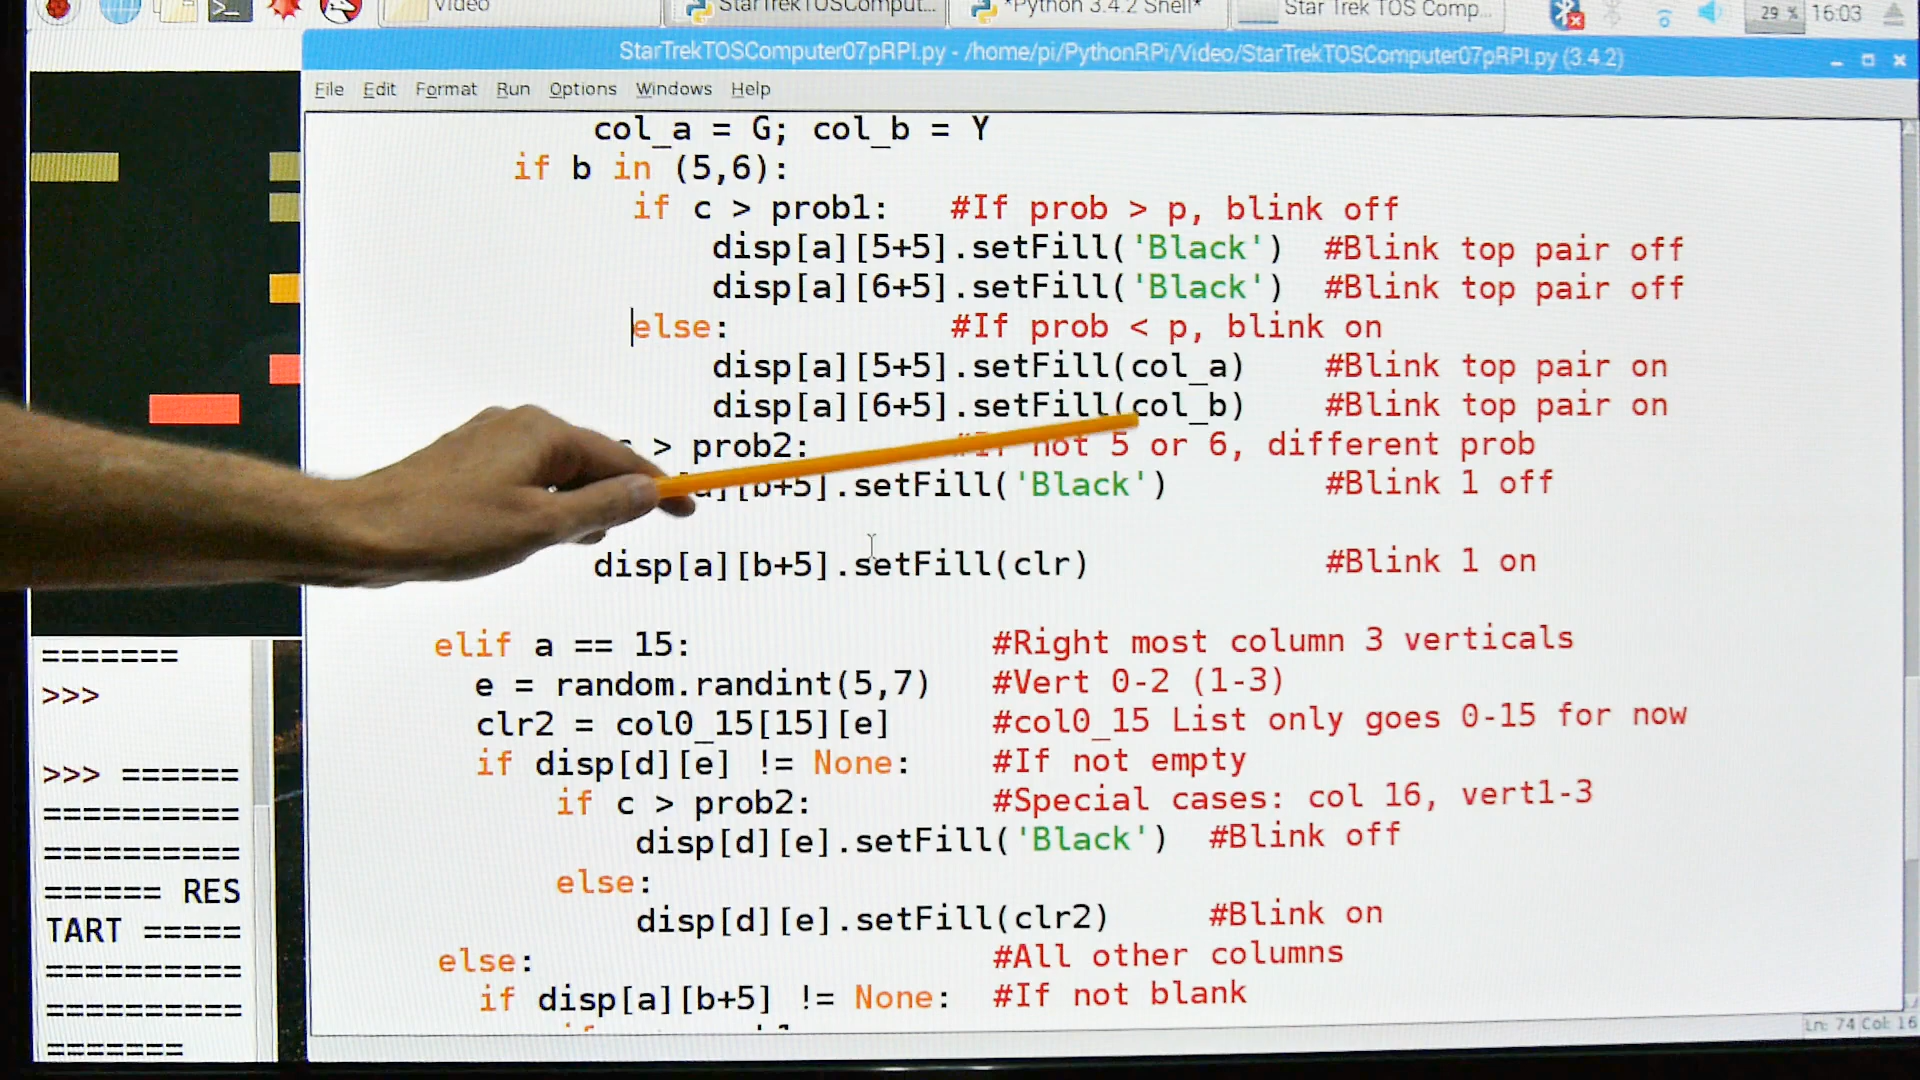 Video
StarTrekTOSComput...
*Python 3.4.2 Shell*
Star Trek TOS Comp...
29 %
16:03
StarTrekTOSComputer07pRPI.py - /home/pi/PythonRPi/Video/StarTrekTOSComputer07pRPI.py (3.4.2)
File Edit Format Run Options Windows Help
col_a = G; col_b = Y
if b in (5,6):
if c > prob1: #If prob > p, blink off
disp[a][5+5].setFill('Black') #Blink top pair off
disp[a][6+5].setFill('Black') #Blink top pair off
else: #If prob < p, blink on
disp[a][5+5].setFill(col_a) #Blink top pair on
disp[a][6+5].setFill(col_b) #Blink top pair on
> prob2: #If not 5 or 6, different prob
[b+5].setFill('Black') #Blink 1 off
disp[a][b+5].setFill(clr) #Blink 1 on
elif a == 15: #Right most column 3 verticals
e = random.randint(5,7) #Vert 0-2 (1-3)
clr2 = col0_15[15][e] #col0_15 List only goes 0-15 for now
if disp[d][e] != None: #If not empty
if c > prob2: #Special cases: col 16, vert1-3
disp[d][e].setFill('Black') #Blink off
else:
disp[d][e].setFill(clr2) #Blink on
else: #All other columns
if disp[a][b+5] != None: #If not blank
Ln: 74 Col: 16
=======
>>>
>>> ======
==========
==========
====== RES
TART =====
==========
==========
=======